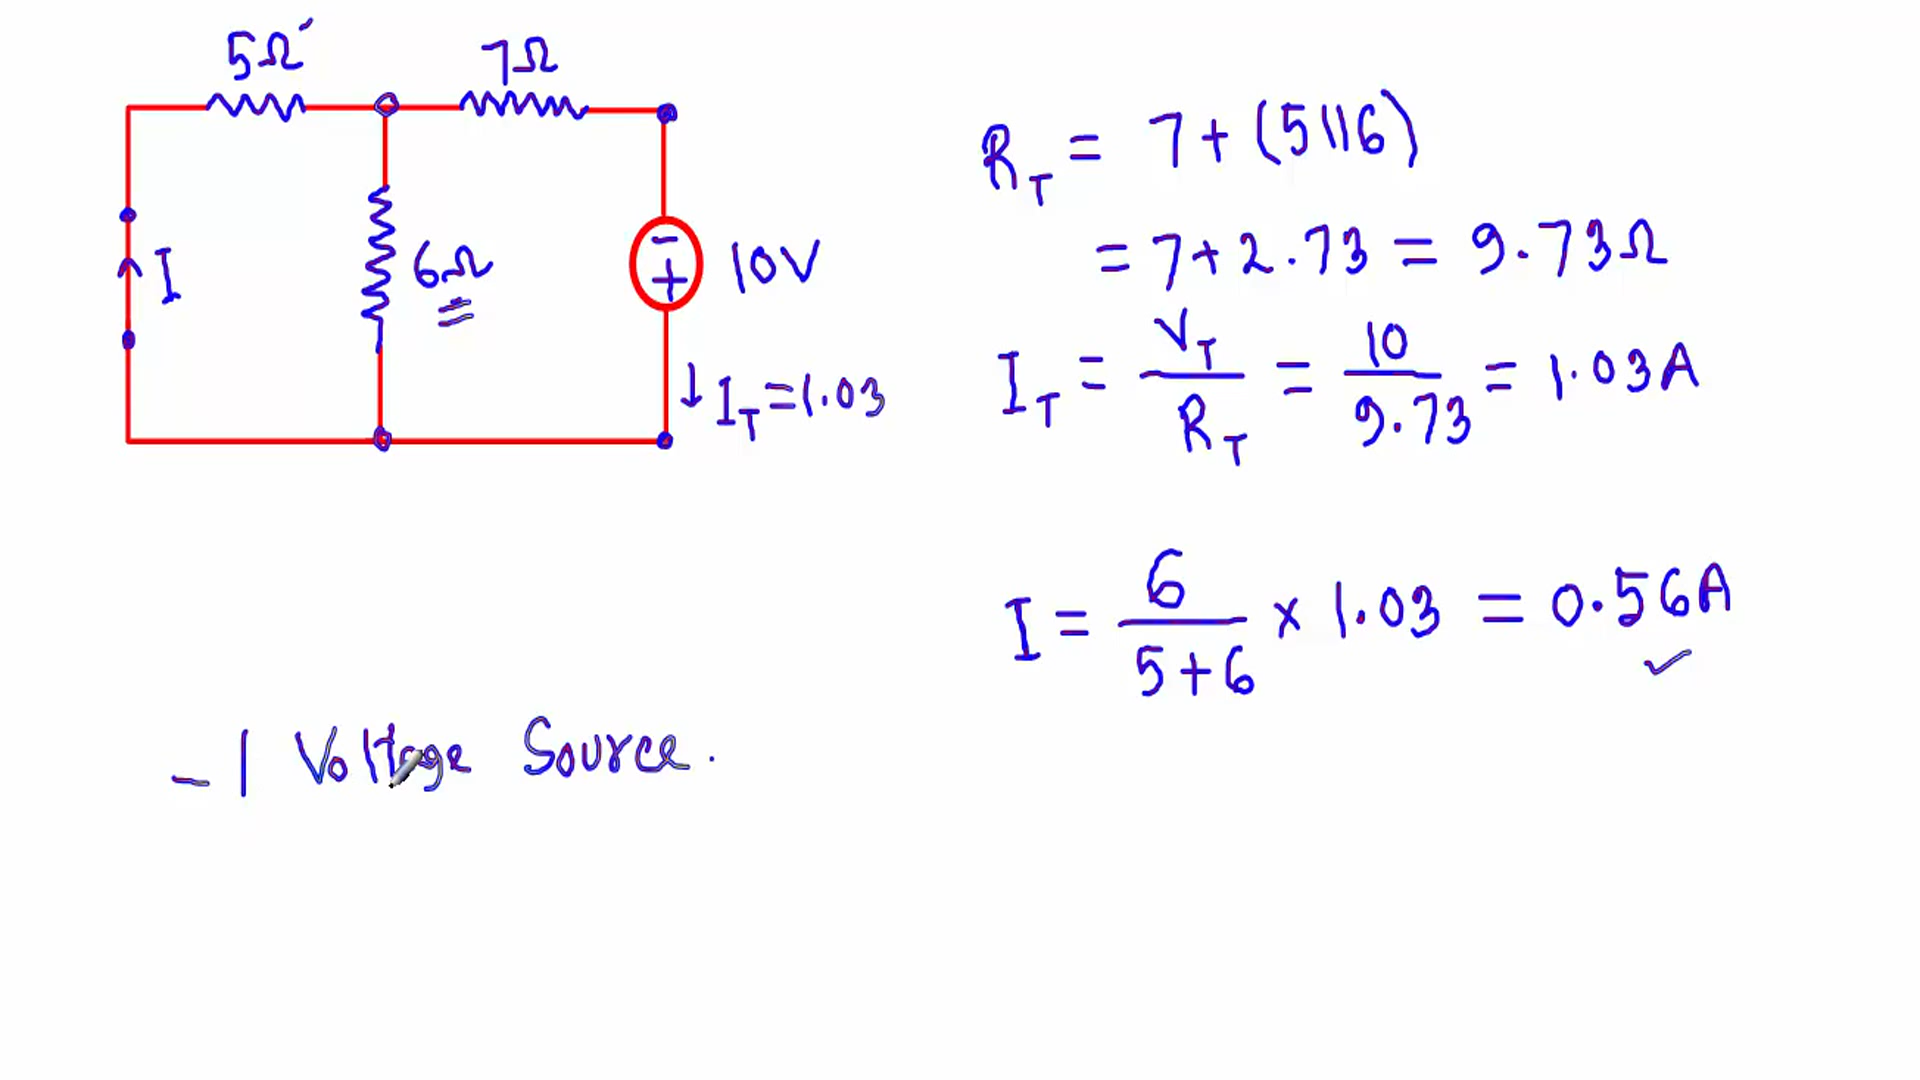 5Ω
7Ω
I
6Ω
-
+
10V
↓ I_T = 1.03
R_T = 7 + (5 || 6)
= 7 + 2.73 = 9.73Ω
I_T = V_T / R_T = 10 / 9.73 = 1.03A
I = 6 / 5+6 × 1.03 = 0.56A ✓
- 1 Voltage Source.